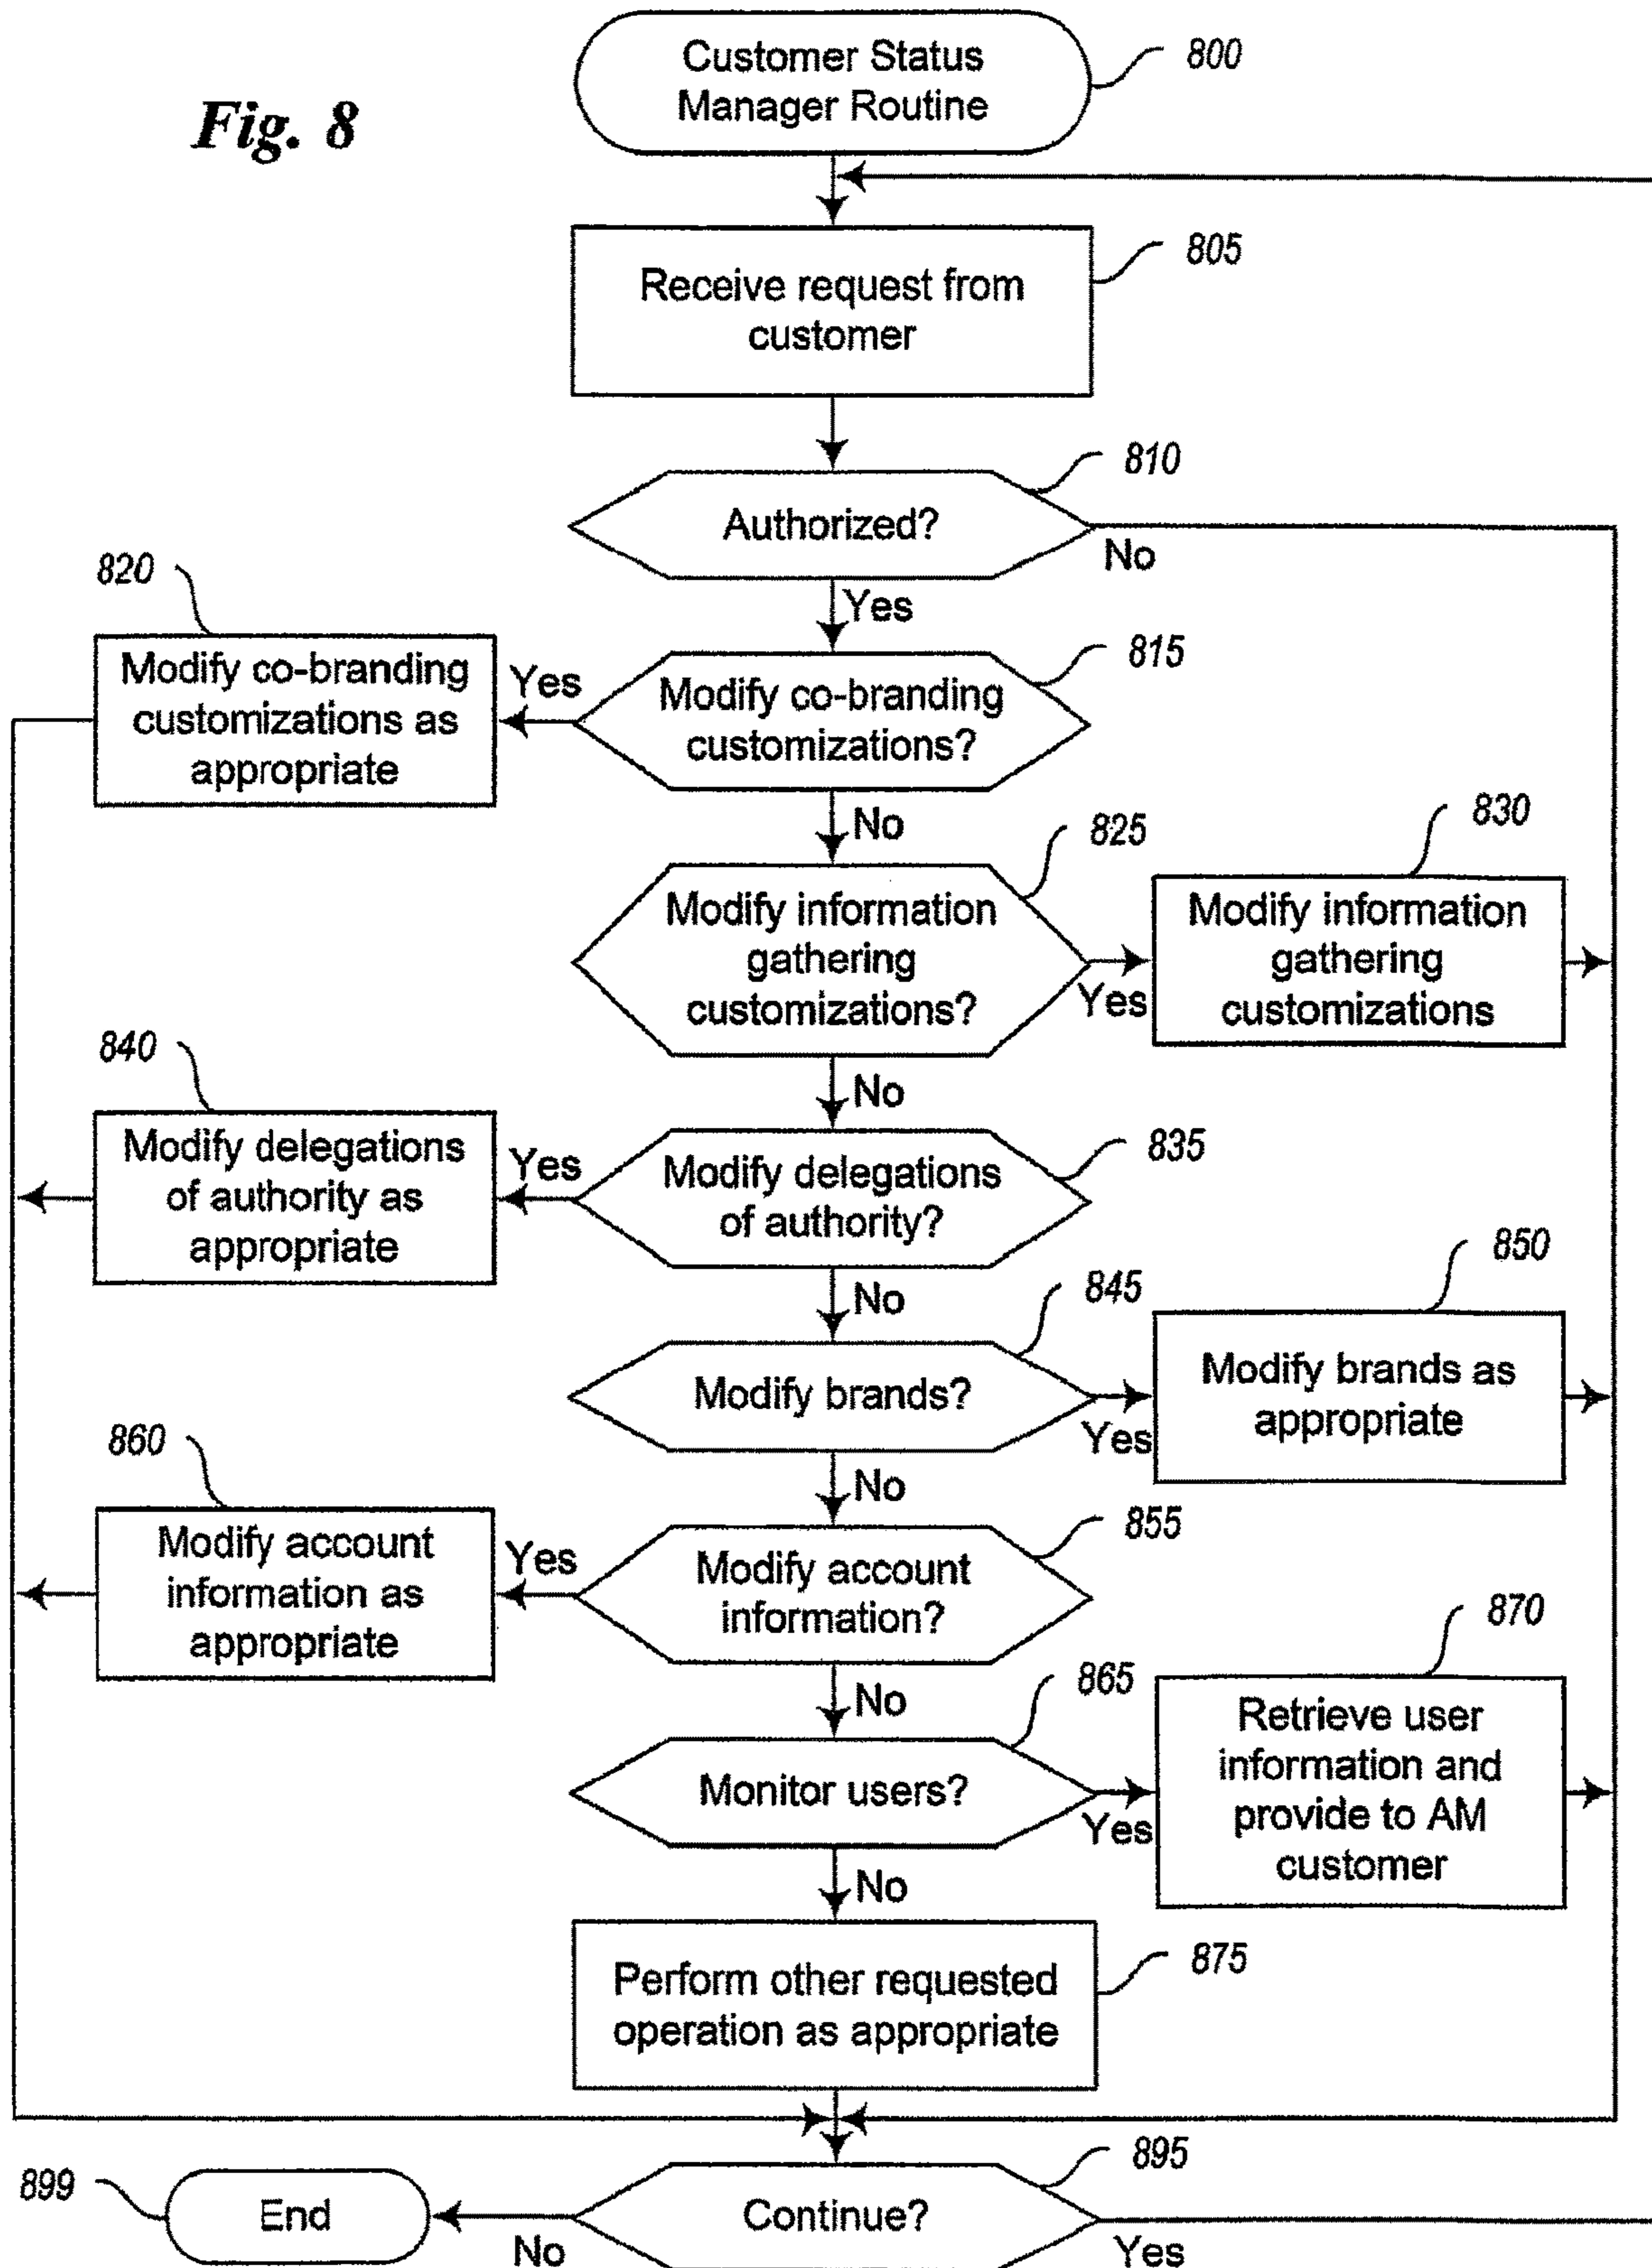 Fig. 8
Customer Status
Manager Routine
800
805
Receive request from
customer
810
Authorized?
No
Yes
820
815
Modify co-branding
customizations as
appropriate
Yes
Modify co-branding
customizations?
No
825
830
Modify information
gathering
customizations?
Yes
Modify information
gathering
customizations
No
840
835
Modify delegations
of authority as
appropriate
Yes
Modify delegations
of authority?
No
845
850
Modify brands?
Yes
Modify brands as
appropriate
No
860
855
Modify account
information as
appropriate
Yes
Modify account
information?
No
865
870
Monitor users?
Yes
Retrieve user
information and
provide to AM
customer
No
875
Perform other requested
operation as appropriate
895
899
End
No
Continue?
Yes